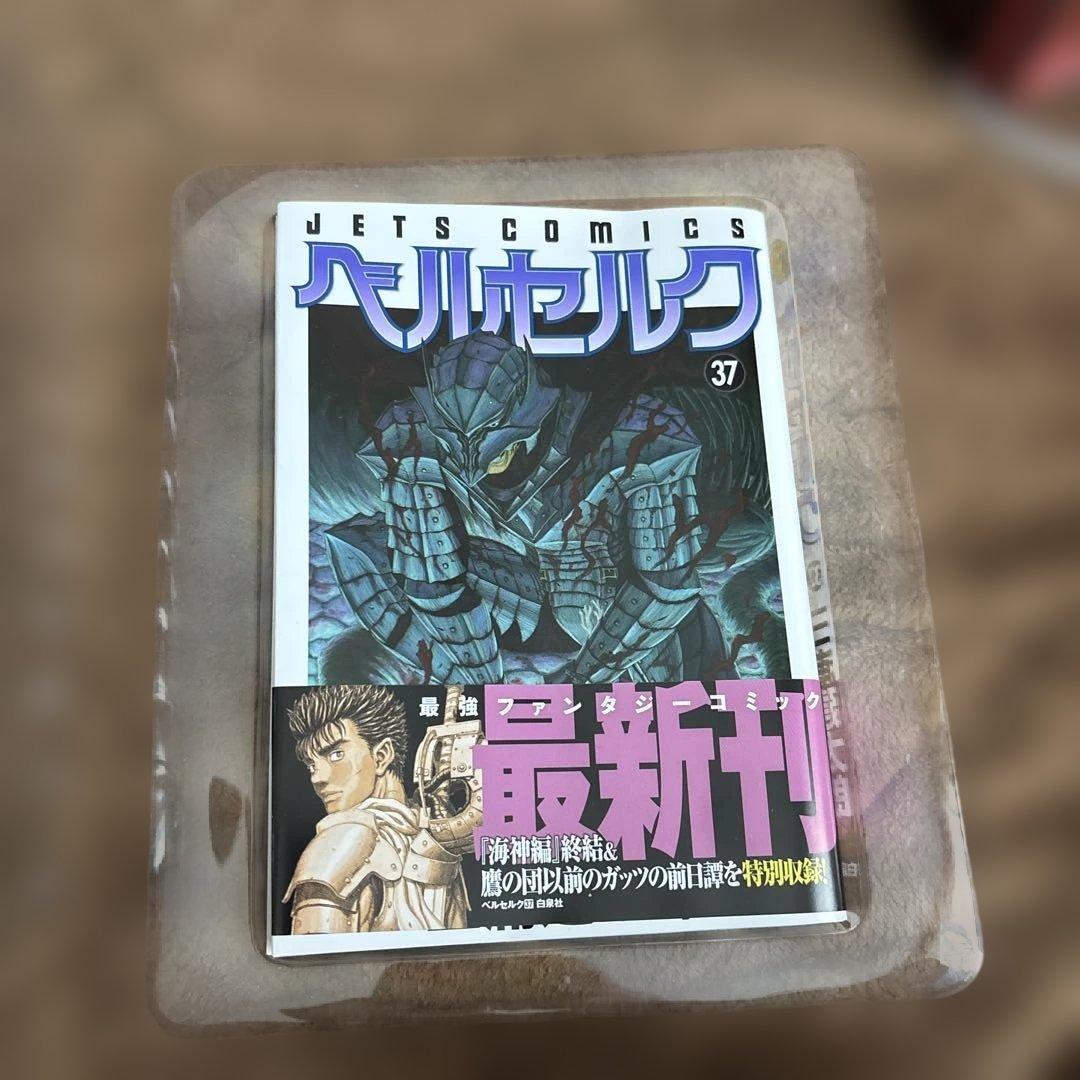 JETS COMICS
ベルセルク
37
最強ファンタジーコミック
最新刊
『海神編』終結&
鷹の団以前のガッツの前日譚を特別収録!
ベルセルク37 白泉社